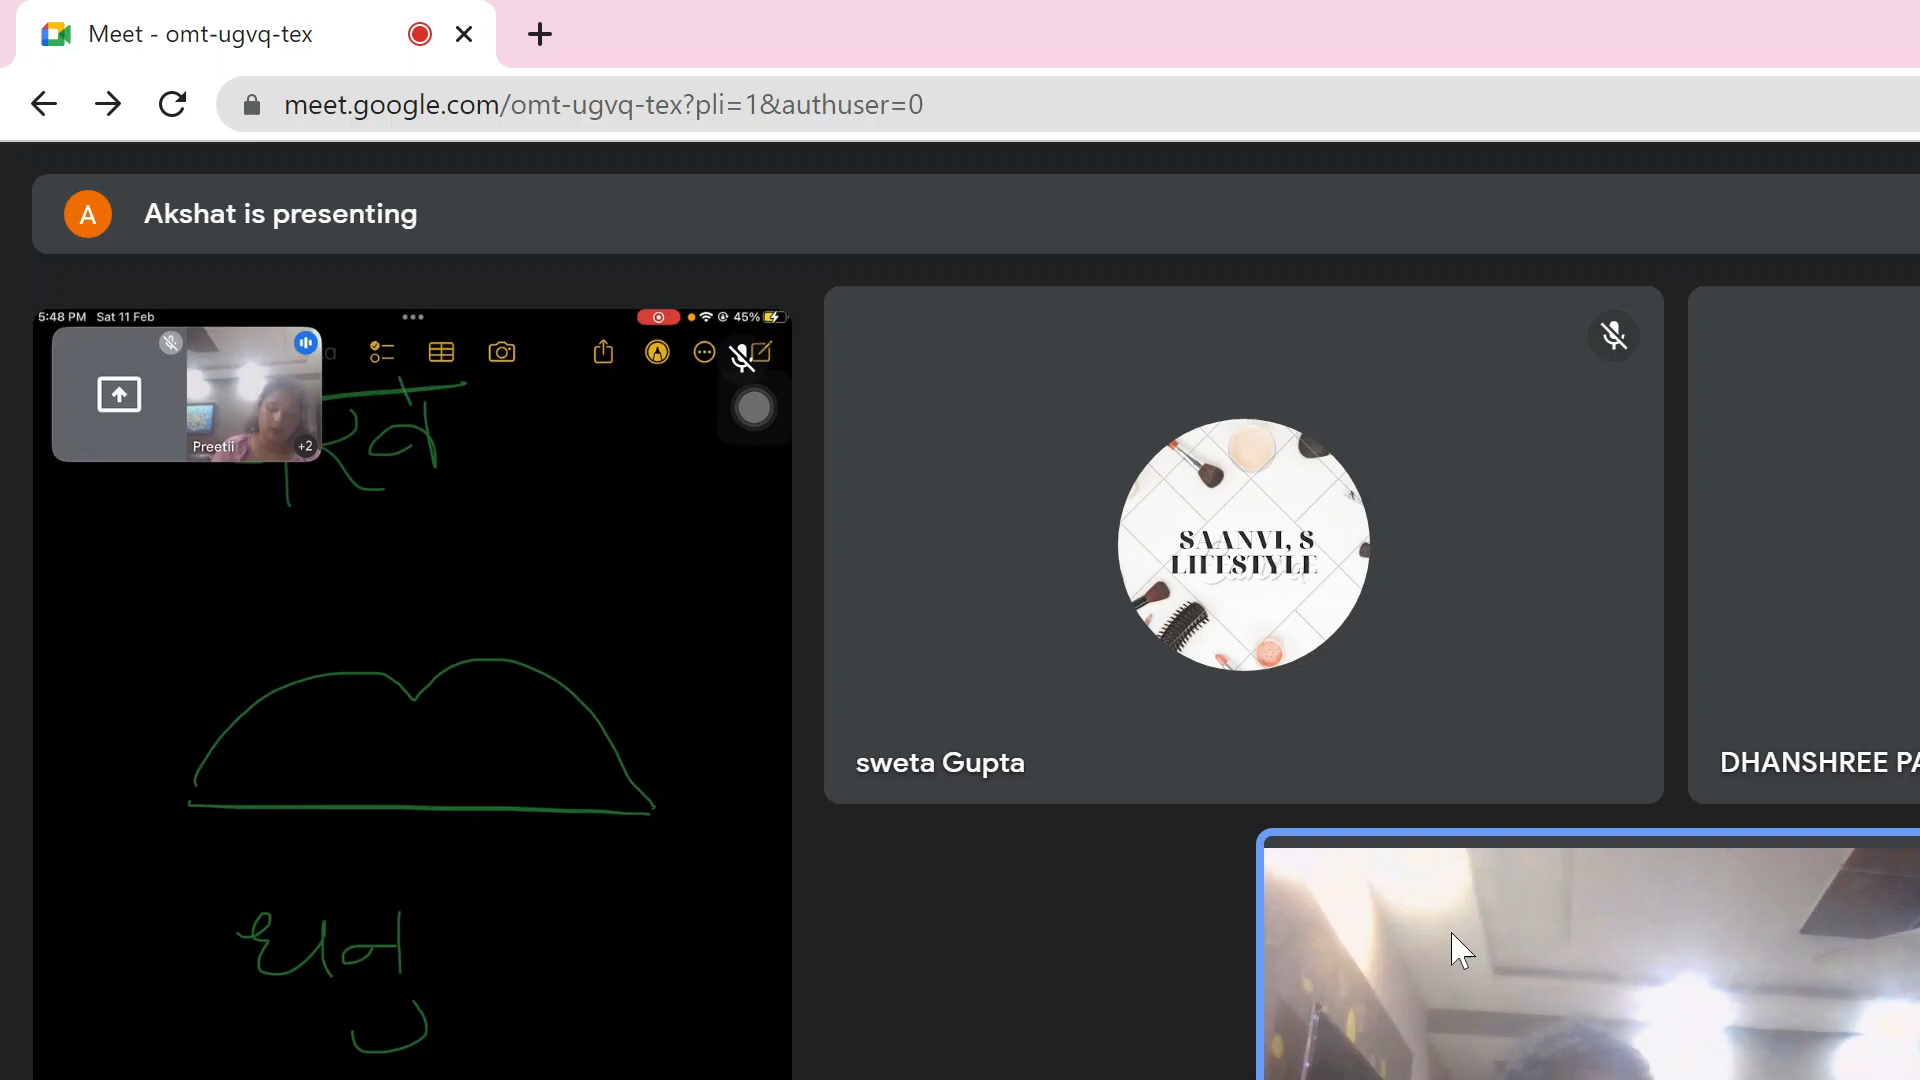 Meet - omt-ugvq-tex
meet.google.com/omt-ugvq-tex?pli=1&authuser=0
A Akshat is presenting
5:48 PM Sat 11 Feb
45%
Preetii
+2
SAANVI, S
LIFESTYLE
sweta Gupta
DHANSHREE PA
धनु